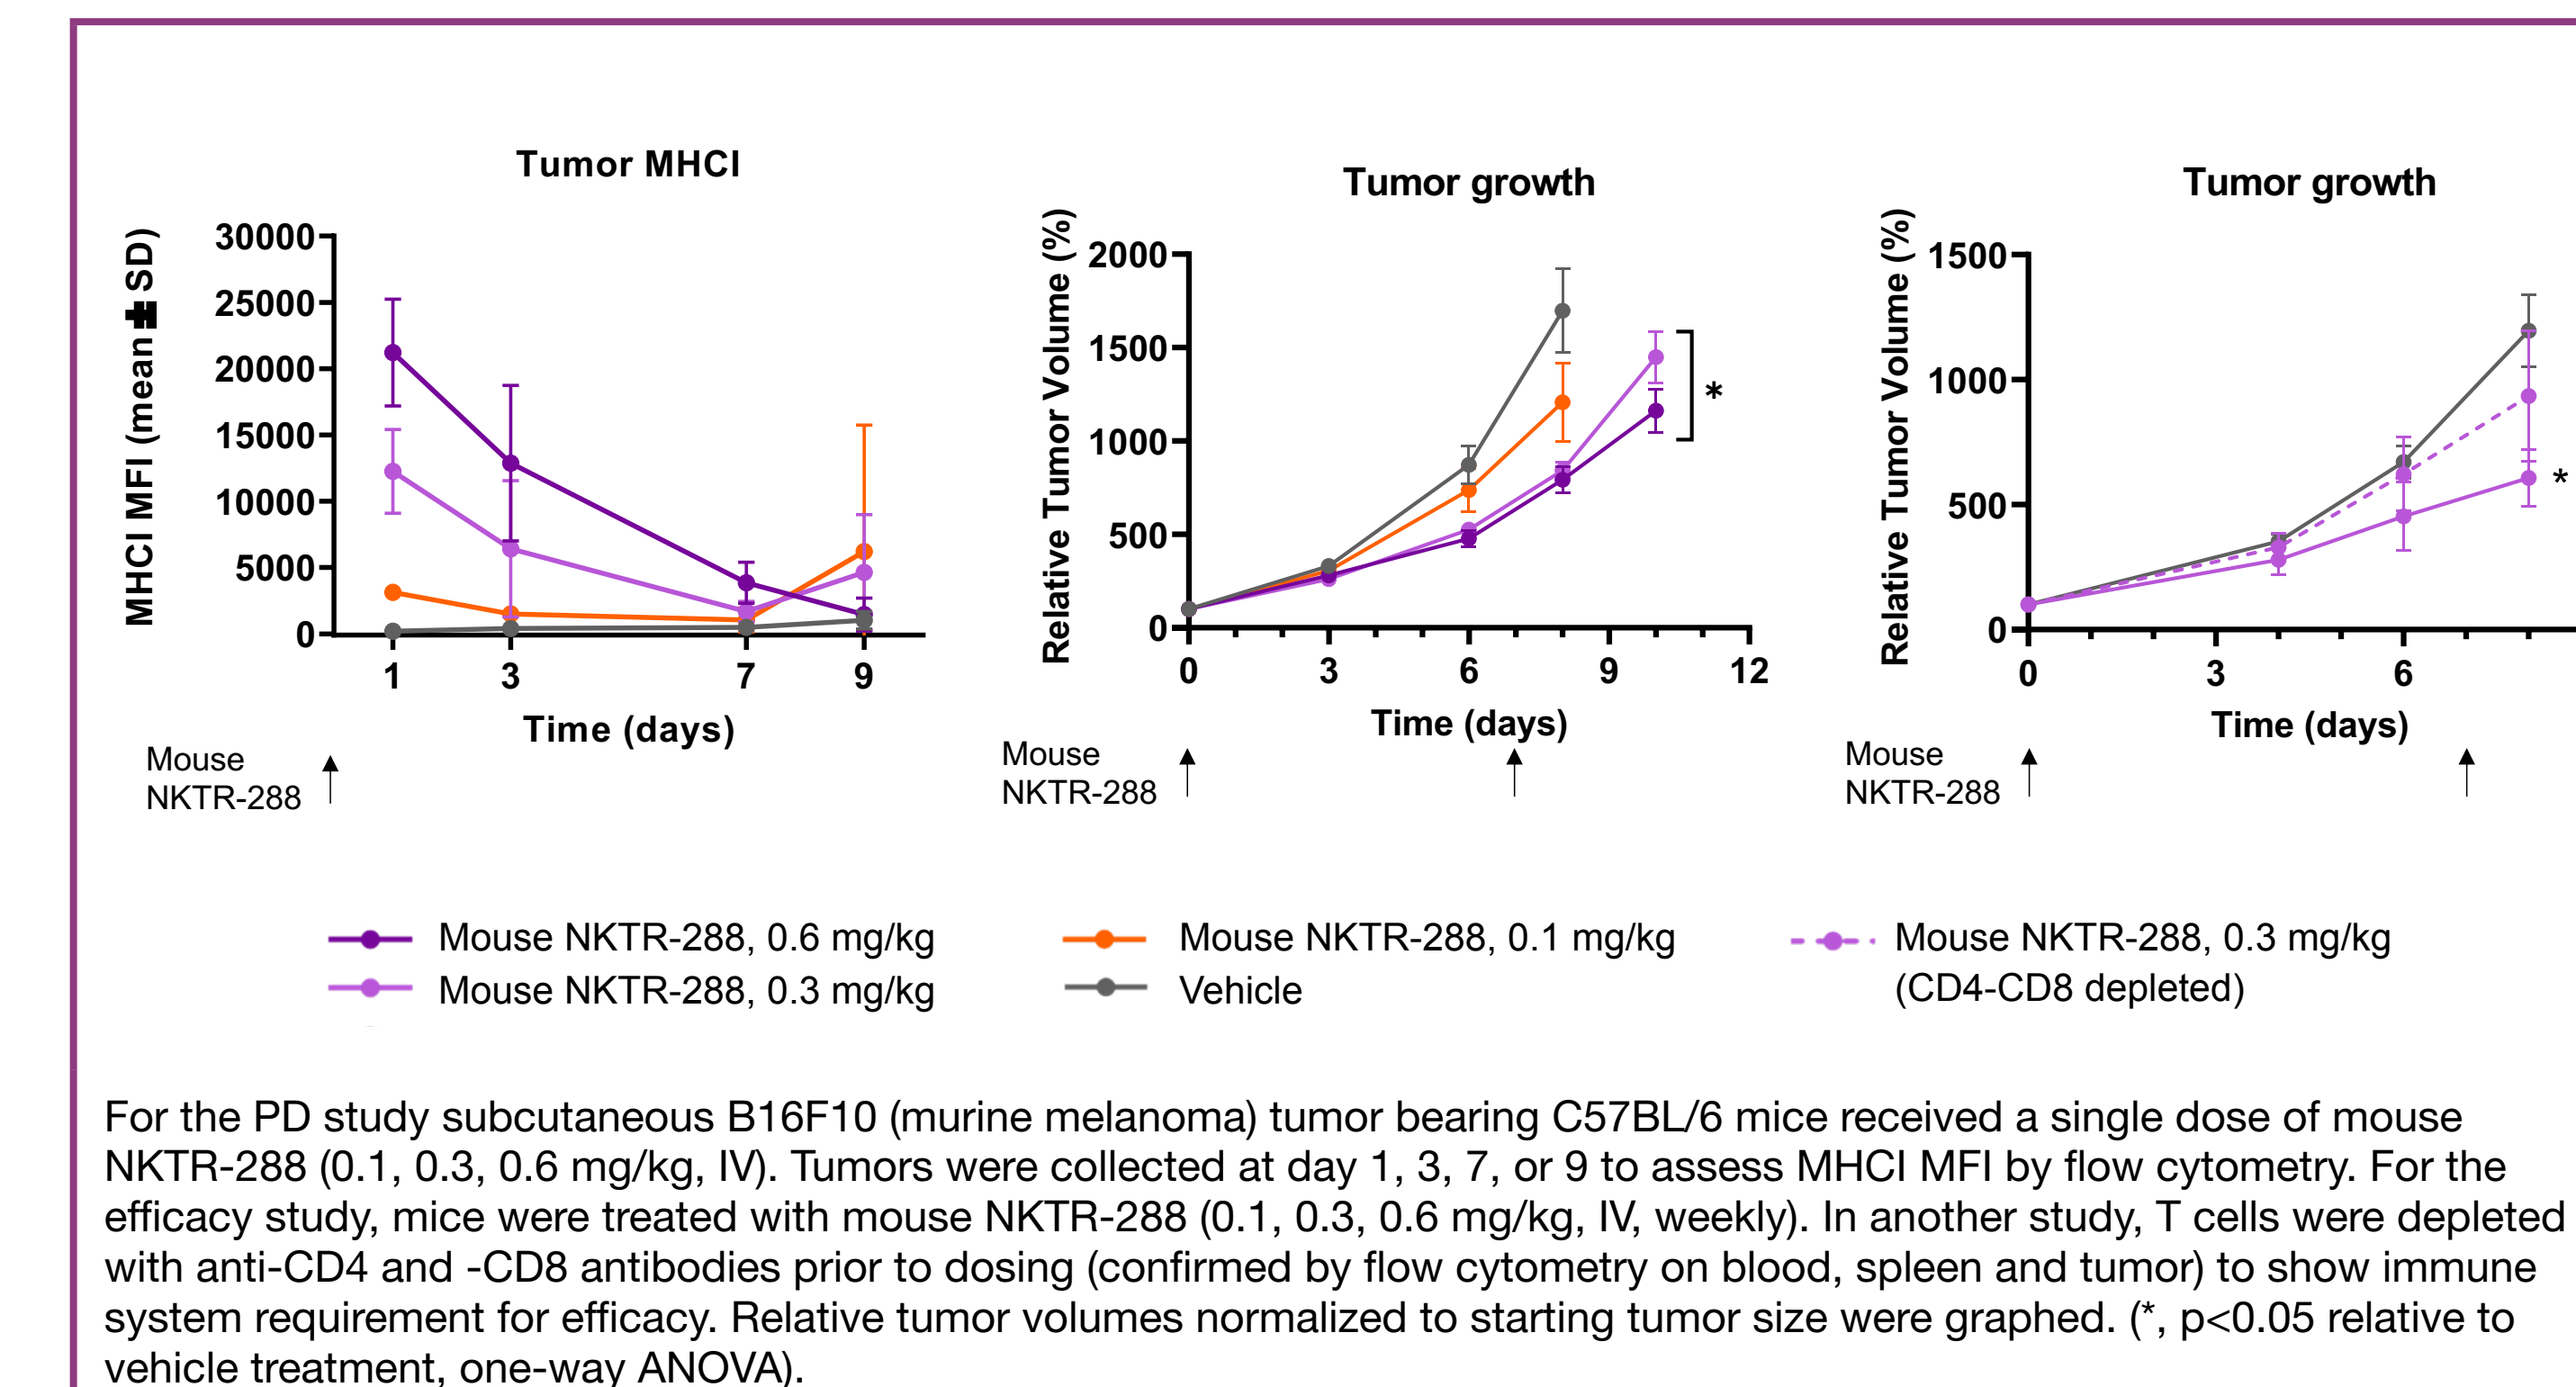 Tumor MHCI
MHCI MFI (mean ± SD)
30000
25000
20000
15000
10000
5000
0
1 3 7 9
Time (days)
Mouse
NKTR-288
Tumor growth
Relative Tumor Volume (%)
2000
1500
1000
500
0
*
0 3 6 9 12
Time (days)
Mouse
NKTR-288
Tumor growth
Relative Tumor Volume (%)
1500
1000
500
0
*
0 3 6
Time (days)
Mouse
NKTR-288
Mouse NKTR-288, 0.6 mg/kg
Mouse NKTR-288, 0.3 mg/kg
Mouse NKTR-288, 0.1 mg/kg
Vehicle
Mouse NKTR-288, 0.3 mg/kg
(CD4-CD8 depleted)
For the PD study subcutaneous B16F10 (murine melanoma) tumor bearing C57BL/6 mice received a single dose of mouse
NKTR-288 (0.1, 0.3, 0.6 mg/kg, IV). Tumors were collected at day 1, 3, 7, or 9 to assess MHCI MFI by flow cytometry. For the
efficacy study, mice were treated with mouse NKTR-288 (0.1, 0.3, 0.6 mg/kg, IV, weekly). In another study, T cells were depleted
with anti-CD4 and -CD8 antibodies prior to dosing (confirmed by flow cytometry on blood, spleen and tumor) to show immune
system requirement for efficacy. Relative tumor volumes normalized to starting tumor size were graphed. (*, p<0.05 relative to
vehicle treatment, one-way ANOVA).